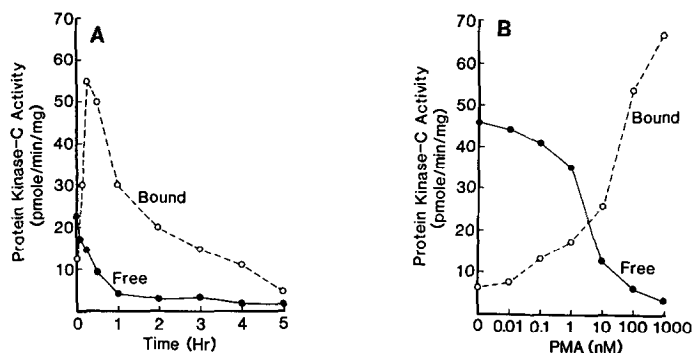 A
Protein Kinase-C Activity
(pmole/min/mg)
70
60
50
40
30
20
10
Bound
Free
0 1 2 3 4 5
Time (Hr)
B
Protein Kinase-C Activity
(pmole/min/mg)
70
60
50
40
30
20
10
Bound
Free
0 0.01 0.1 1 10 100 1000
PMA (nM)